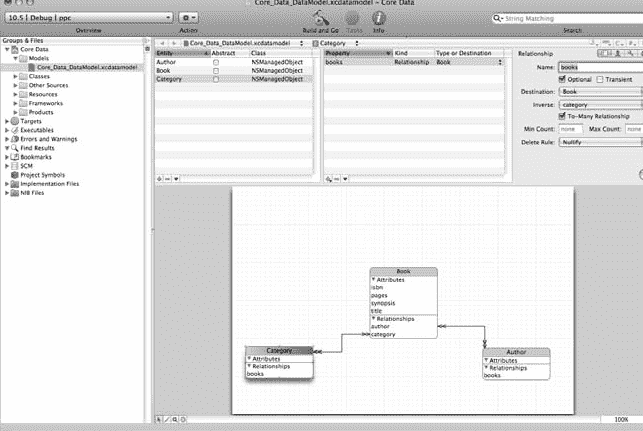 Core_Data_DataModel.xcdatamodel – Core Data
10.5 | Debug | ppc
String Matching
Overview
Action
Build and Go
Tasks
Info
Search
Groups & Files
Core Data
Models
Core_Data_DataModel.xcdatamodel
Classes
Other Sources
Resources
Frameworks
Products
Targets
Executables
Errors and Warnings
Find Results
Bookmarks
SCM
Project Symbols
Implementation Files
NIB Files
Core_Data_DataModel.xcdatamodel
Category
Entity Abstract Class
Author NSManagedObject
Book NSManagedObject
Category NSManagedObject
Property Kind Type or Destination
books Relationship Book
Relationship
Name: books
Optional Transient
Destination: Book
Inverse: category
To-Many Relationship
Min Count: none Max Count: none
Delete Rule: Nullify
Book
Attributes
isbn
pages
synopsis
title
Relationships
author
category
Category
Attributes
Relationships
books
Author
Attributes
Relationships
books
100%